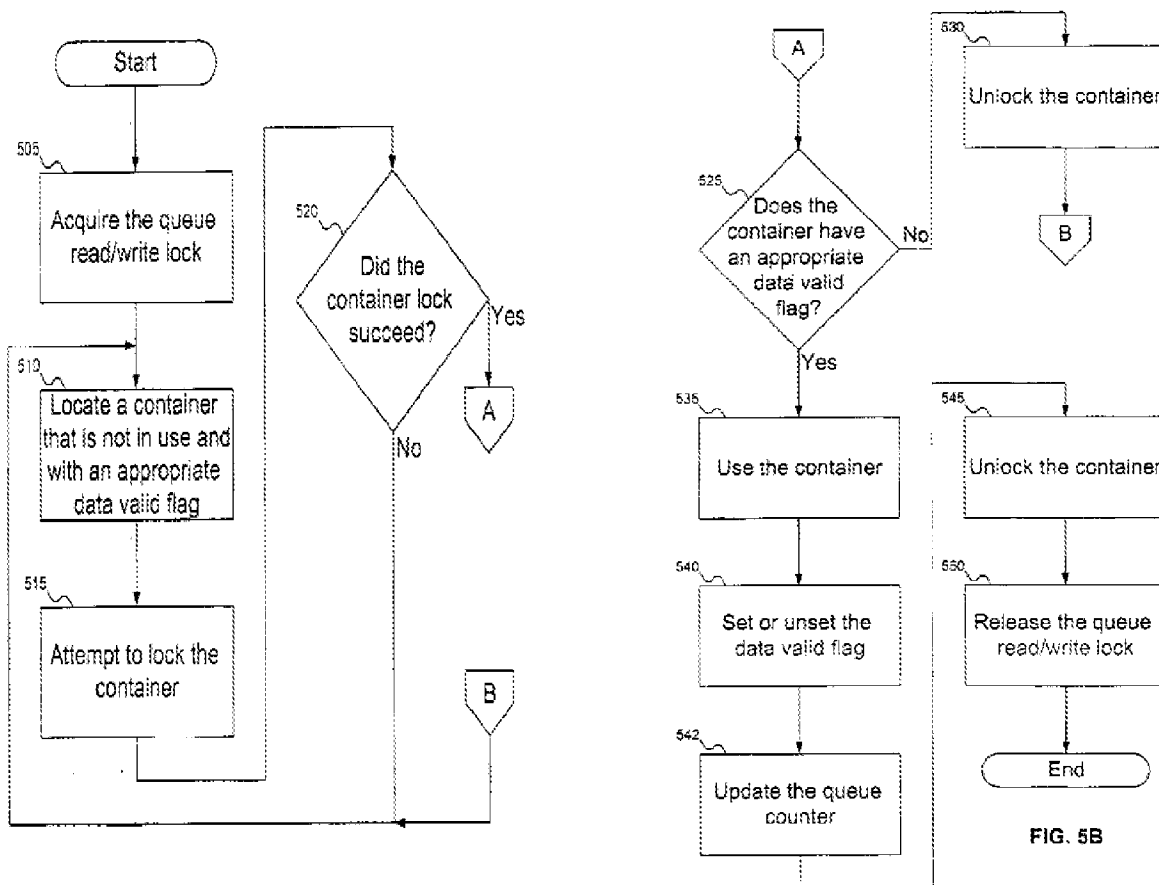 Start
505
Acquire the queue
read/write lock
510
Locate a container
that is not in use and
with an appropriate
data valid flag
515
Attempt to lock the
container
520
Did the
container lock
succeed?
Yes
A
No
B
A
525
Does the
container have
an appropriate
data valid
flag?
No
Yes
530
Unlock the container
B
535
Use the container
540
Set or unset the
data valid flag
542
Update the queue
counter
545
Unlock the container
550
Release the queue
read/write lock
End
FIG. 5B